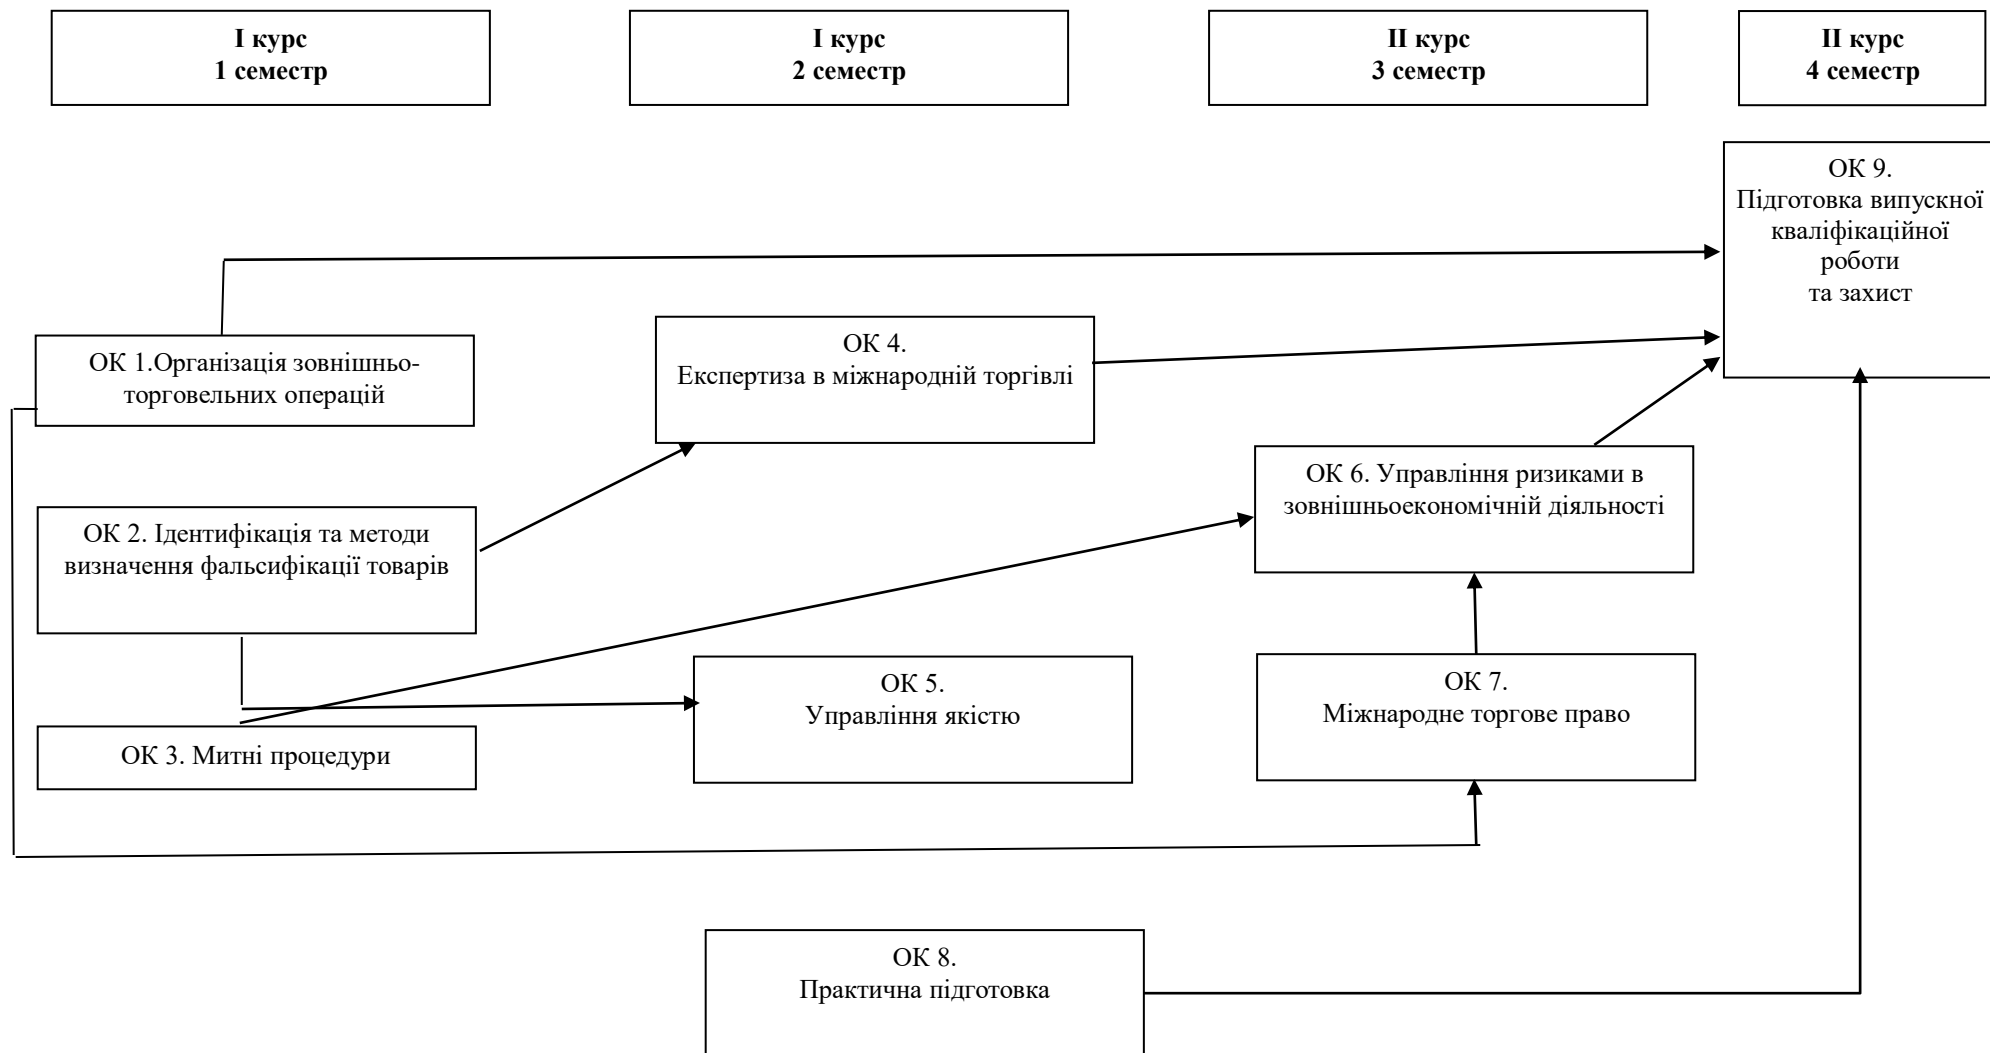 І курс
1 семестр
І курс
2 семестр
ІІ курс
3 семестр
ІІ курс
4 семестр
ОК 9.
Підготовка випускної
кваліфікаційної
роботи
та захист
ОК 1.Організація зовнішньо-
торговельних операцій
ОК 4.
Експертиза в міжнародній торгівлі
ОК 6. Управління ризиками в
зовнішньоекономічній діяльності
ОК 2. Ідентифікація та методи
визначення фальсифікації товарів
ОК 5.
Управління якістю
ОК 7.
Міжнародне торгове право
ОК 3. Митні процедури
ОК 8.
Практична підготовка